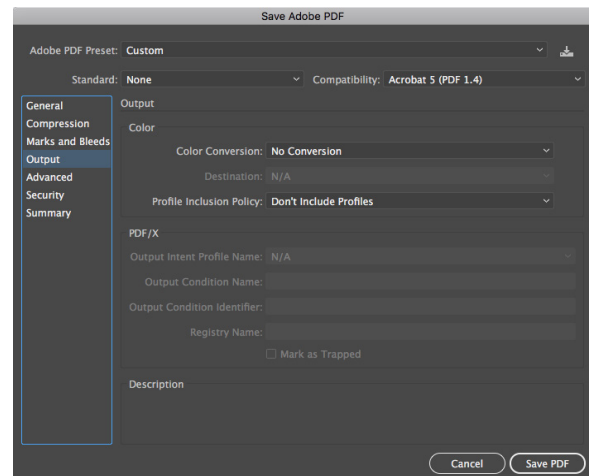 Save Adobe PDF
Adobe PDF Preset: Custom
Standard: None Compatibility: Acrobat 5 (PDF 1.4)
General
Compression
Marks and Bleeds
Output
Advanced
Security
Summary
Output
Color
Color Conversion: No Conversion
Destination: N/A
Profile Inclusion Policy: Don't Include Profiles
PDF/X
Output Intent Profile Name: N/A
Output Condition Name:
Output Condition Identifier:
Registry Name:
Mark as Trapped
Description
Cancel Save PDF